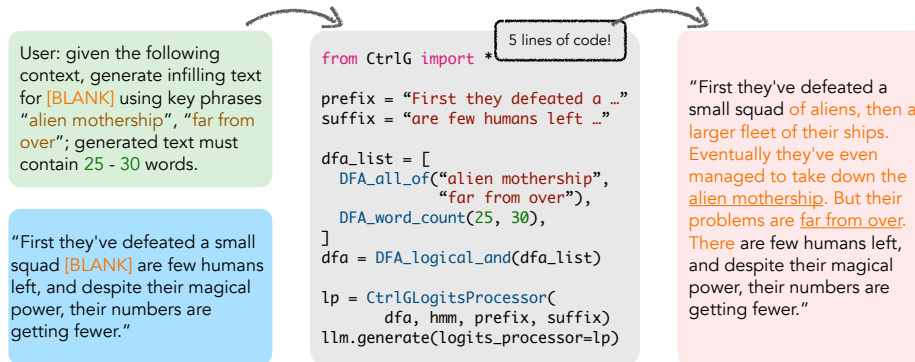 User: given the following
context, generate infilling text
for [BLANK] using key phrases
“alien mothership”, “far from
over”; generated text must
contain 25 - 30 words.
“First they've defeated a small
squad [BLANK] are few humans
left, and despite their magical
power, their numbers are
getting fewer.”
5 lines of code!
from CtrlG import *
prefix = “First they defeated a …”
suffix = “are few humans left …”
dfa_list = [
DFA_all_of(“alien mothership”,
“far from over”),
DFA_word_count(25, 30),
]
dfa = DFA_logical_and(dfa_list)
lp = CtrlGLogitsProcessor(
dfa, hmm, prefix, suffix)
llm.generate(logits_processor=lp)
“First they've defeated a
small squad of aliens, then a
larger fleet of their ships.
Eventually they've even
managed to take down the
alien mothership. But their
problems are far from over.
There are few humans left,
and despite their magical
power, their numbers are
getting fewer.”